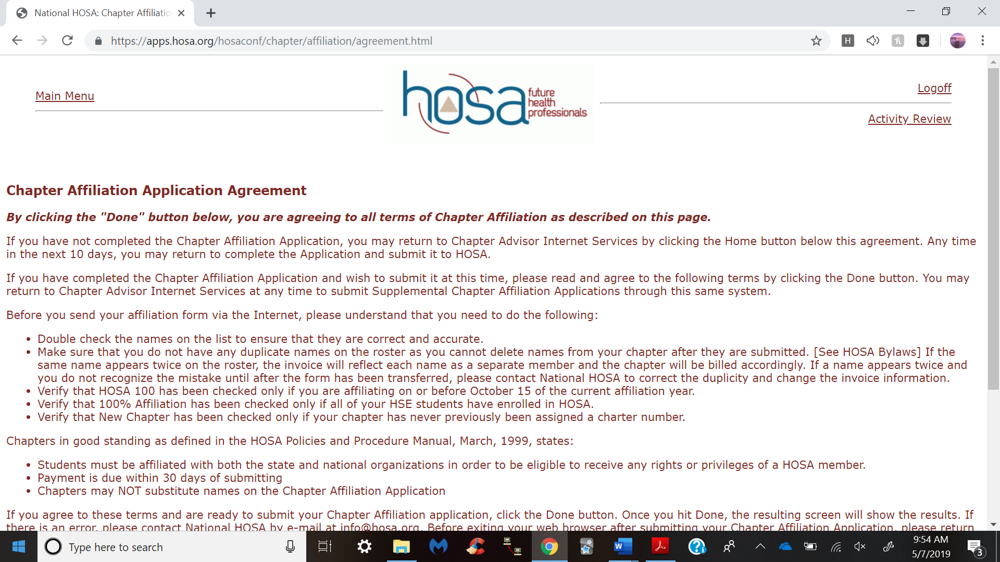 National HOSA: Chapter Affiliatio
https://apps.hosa.org/hosaconf/chapter/affiliation/agreement.html
H
Main Menu
hosa
future
health
professionals
Logoff
Activity Review
Chapter Affiliation Application Agreement
By clicking the "Done" button below, you are agreeing to all terms of Chapter Affiliation as described on this page.
If you have not completed the Chapter Affiliation Application, you may return to Chapter Advisor Internet Services by clicking the Home button below this agreement. Any time
in the next 10 days, you may return to complete the Application and submit it to HOSA.
If you have completed the Chapter Affiliation Application and wish to submit it at this time, please read and agree to the following terms by clicking the Done button. You may
return to Chapter Advisor Internet Services at any time to submit Supplemental Chapter Affiliation Applications through this same system.
Before you send your affiliation form via the Internet, please understand that you need to do the following:
• Double check the names on the list to ensure that they are correct and accurate.
• Make sure that you do not have any duplicate names on the roster as you cannot delete names from your chapter after they are submitted. [See HOSA Bylaws] If the
same name appears twice on the roster, the invoice will reflect each name as a separate member and the chapter will be billed accordingly. If a name appears twice and
you do not recognize the mistake until after the form has been transferred, please contact National HOSA to correct the duplicity and change the invoice information.
• Verify that HOSA 100 has been checked only if you are affiliating on or before October 15 of the current affiliation year.
• Verify that 100% Affiliation has been checked only if all of your HSE students have enrolled in HOSA.
• Verify that New Chapter has been checked only if your chapter has never previously been assigned a charter number.
Chapters in good standing as defined in the HOSA Policies and Procedure Manual, March, 1999, states:
• Students must be affiliated with both the state and national organizations in order to be eligible to receive any rights or privileges of a HOSA member.
• Payment is due within 30 days of submitting
• Chapters may NOT substitute names on the Chapter Affiliation Application
If you agree to these terms and are ready to submit your Chapter Affiliation application, click the Done button. Once you hit Done, the resulting screen will show the results. If
there is an error, please contact National HOSA by e-mail at info@hosa.org. Before exiting your web browser after submitting your Chapter Affiliation Application, please return
Type here to search
9:54 AM
5/7/2019
3